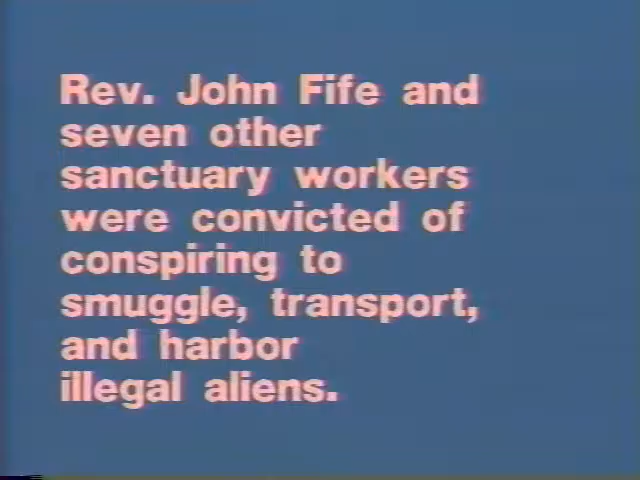 Rev. John Fife and
seven other
sanctuary workers
were convicted of
conspiring to
smuggle, transport,
and harbor
illegal aliens.